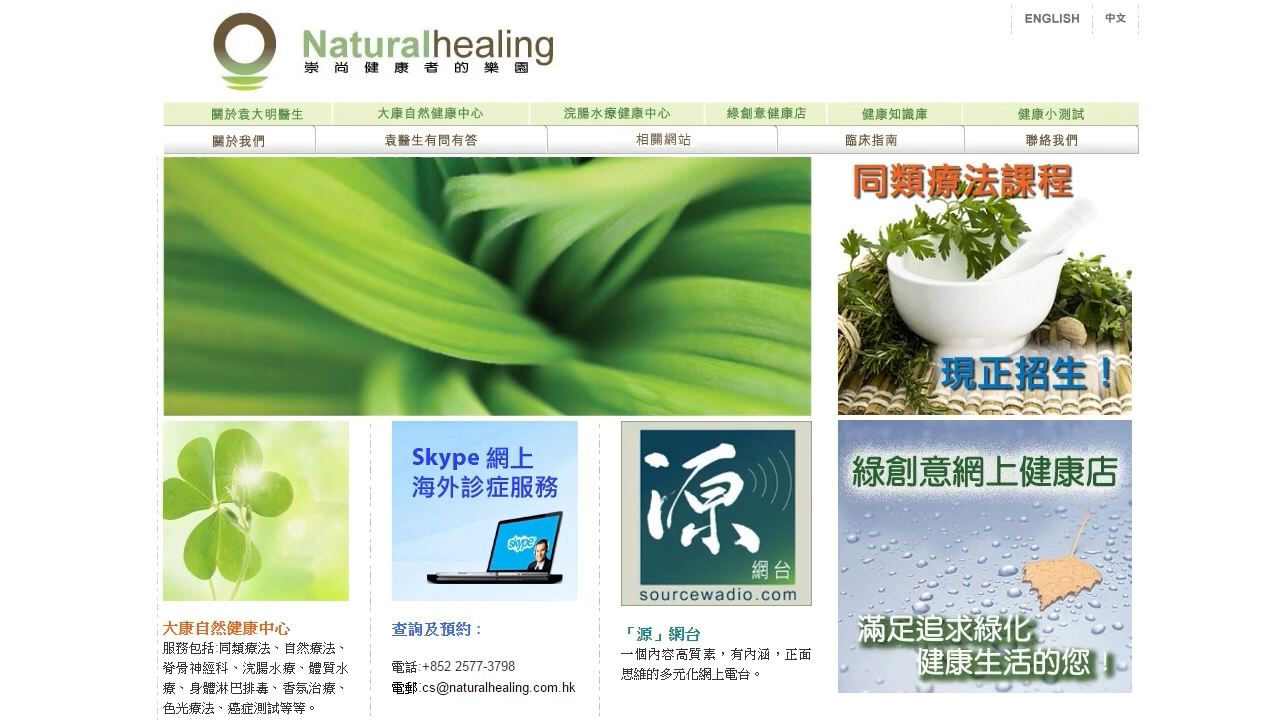 ENGLISH
中文
Naturalhealing
崇尚健康者的樂園
關於袁大明醫生
大康自然健康中心
浣腸水療健康中心
綠創意健康店
健康知識庫
健康小測試
關於我們
袁醫生有問有答
相關網站
臨床指南
聯絡我們
同類療法課程
現正招生！
Skype 網上
海外診症服務
skype
源
網台
sourcewadio.com
綠創意網上健康店
滿足追求綠化
健康生活的您！
大康自然健康中心
服務包括:同類療法、自然療法、
脊骨神經科、浣腸水療、體質水
療、身體淋巴排毒、香氛治療、
色光療法、癌症測試等等。
查詢及預約：
電話:+852 2577-3798
電郵:cs@naturalhealing.com.hk
「源」網台
一個內容高質素，有內涵，正面
思維的多元化網上電台。